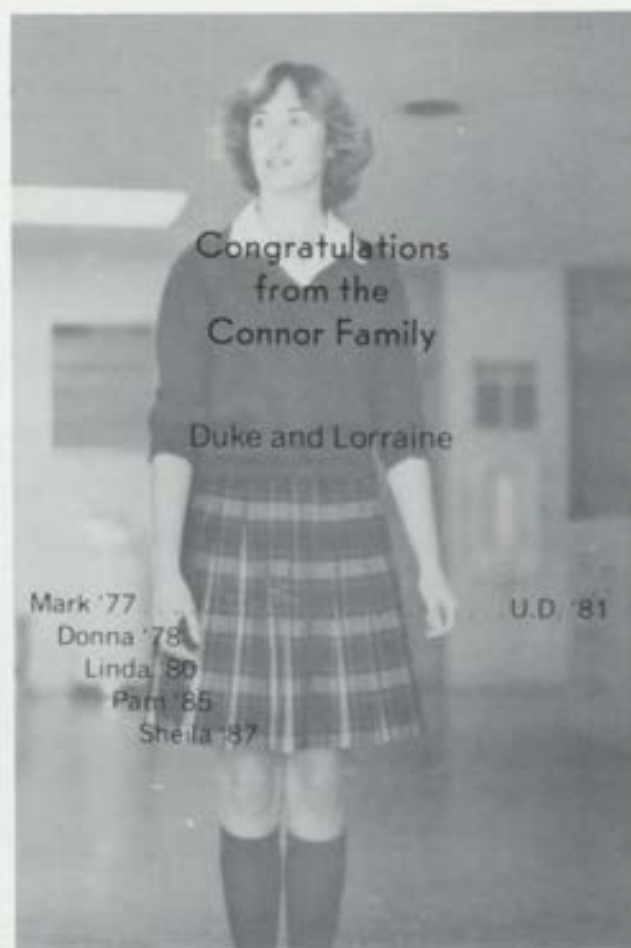 Congratulations
from the
Connor Family
Duke and Lorraine
Mark '77 U.D. '81
Donna '78
Linda '80
Pam '85
Sheila '87